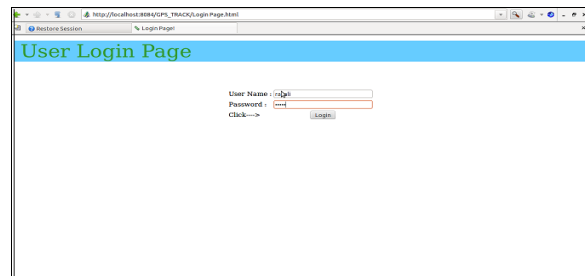 http://localhost:8084/GPS_TRACK/Login Page.html
Restore Session
Login Page:
User Login Page
User Name :
Password : •••••
Click---->
Login